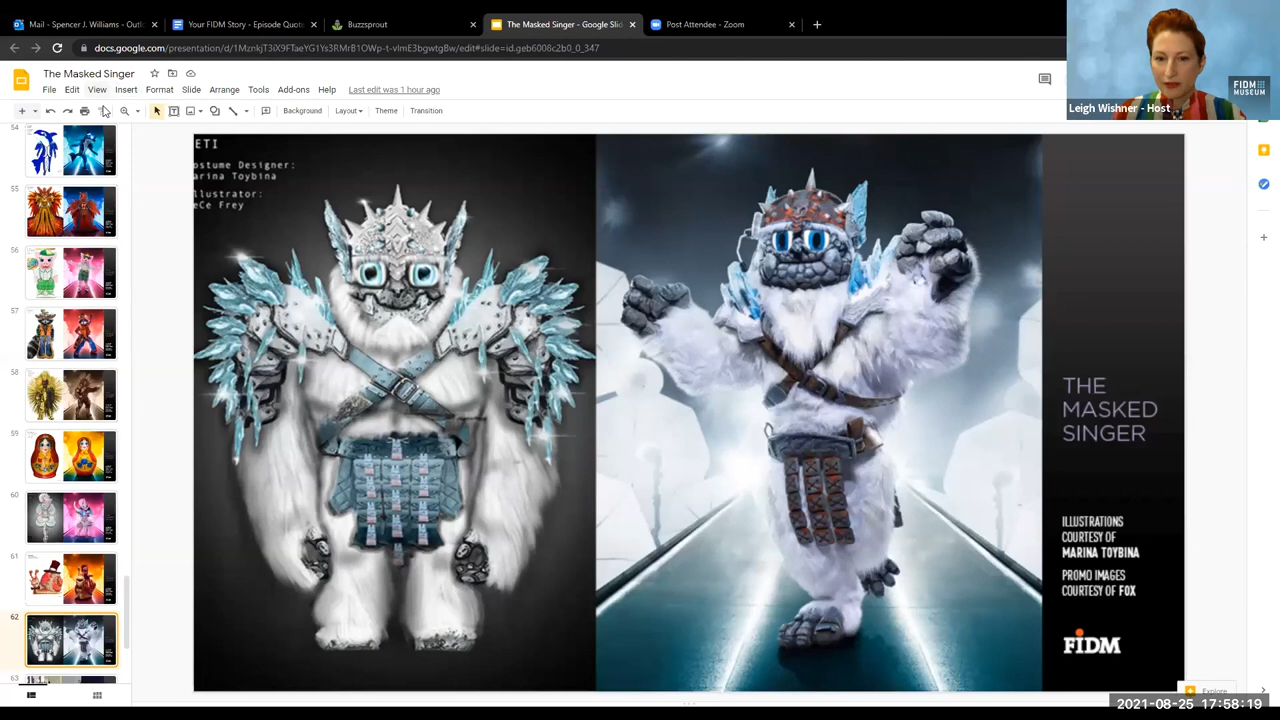 Mail - Spencer J. Williams - Outl
Your FIDM Story - Episode Quot
Buzzsprout
The Masked Singer - Google Slid
Post Attendee - Zoom
docs.google.com/presentation/d/1MznkjT3iX9FTaeYG1Ys3RMrB1OWp-t-vlmE3bgwtgBw/edit#slide=id.geb6008c2b0_0_347
The Masked Singer
File Edit View Insert Format Slide Arrange Tools Add-ons Help Last edit was 1 hour ago
Background Layout Theme Transition
FIDM
MUSEUM
Leigh Wishner - Host
54
55
56
57
58
59
60
61
62
63
ETI
ostume Designer:
arina Toybina
llustrator:
eCe Frey
THE
MASKED
SINGER
ILLUSTRATIONS
COURTESY OF
MARINA TOYBINA
PROMO IMAGES
COURTESY OF FOX
FIDM
Explore
2021-08-25 17:58:19